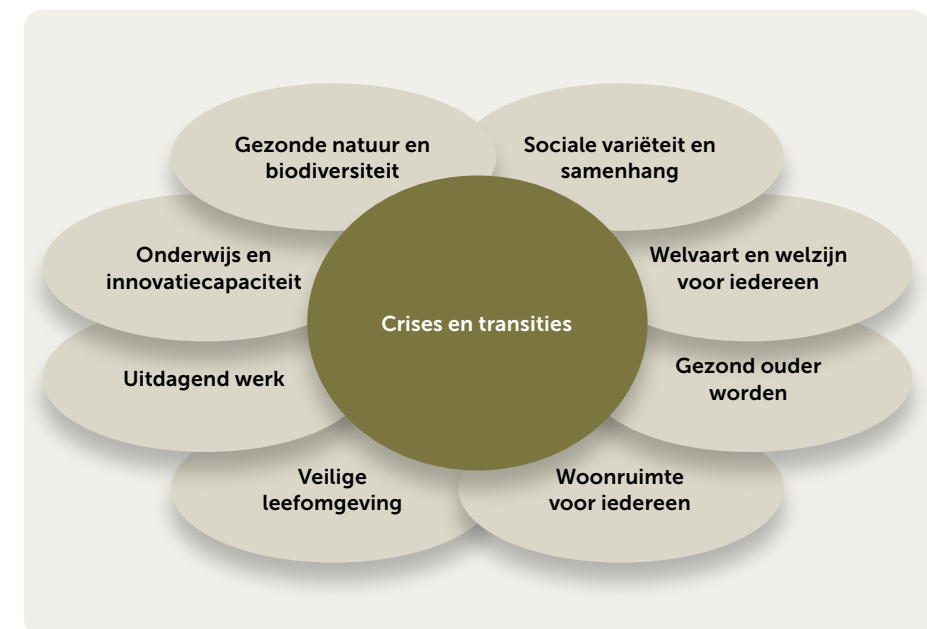 Gezonde natuur en
biodiversiteit
Sociale variëteit en
samenhang
Onderwijs en
innovatiecapaciteit
Welvaart en welzijn
voor iedereen
Crises en transities
Uitdagend werk
Gezond ouder
worden
Veilige
leefomgeving
Woonruimte
voor iedereen